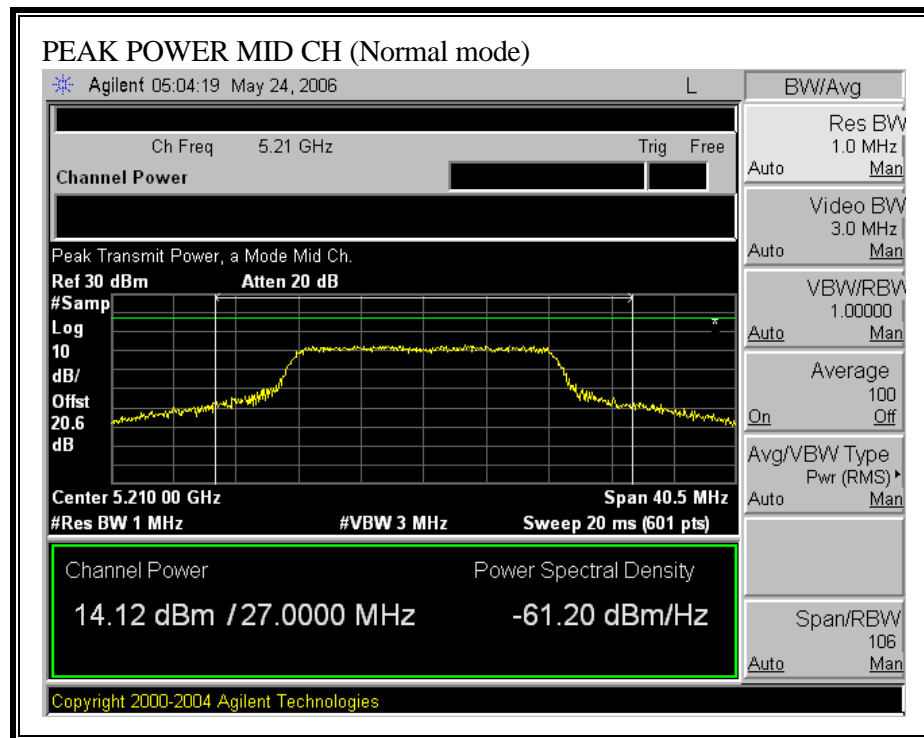 PEAK POWER MID CH (Normal mode)
Agilent 05:04:19 May 24, 2006 L
BW/Avg
Ch Freq 5.21 GHz Trig Free
Channel Power
Res BW
1.0 MHz
Auto Man
Video BW
3.0 MHz
Auto Man
Peak Transmit Power, a Mode Mid Ch.
Ref 30 dBm Atten 20 dB
#Samp
Log
10
dB/
Offst
20.6
dB
VBW/RBW
1.00000
Auto Man
Average
100
On Off
Avg/VBW Type
Pwr (RMS)
Auto Man
Center 5.210 00 GHz Span 40.5 MHz
#Res BW 1 MHz #VBW 3 MHz Sweep 20 ms (601 pts)
Channel Power Power Spectral Density
14.12 dBm / 27.0000 MHz -61.20 dBm/Hz
Span/RBW
106
Auto Man
Copyright 2000-2004 Agilent Technologies